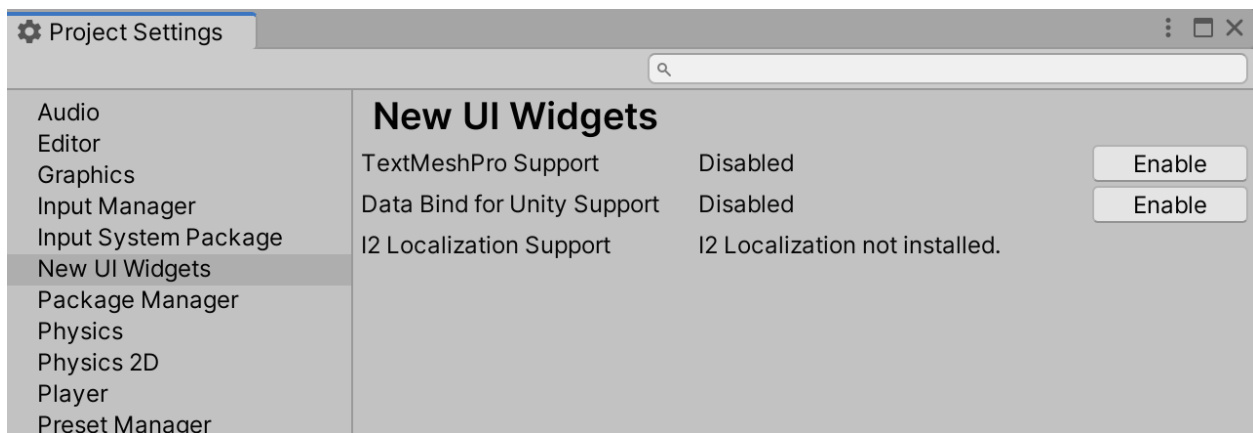 Project Settings
Audio
Editor
Graphics
Input Manager
Input System Package
New UI Widgets
Package Manager
Physics
Physics 2D
Player
Preset Manager
New UI Widgets
TextMeshPro Support Disabled Enable
Data Bind for Unity Support Disabled Enable
I2 Localization Support I2 Localization not installed.